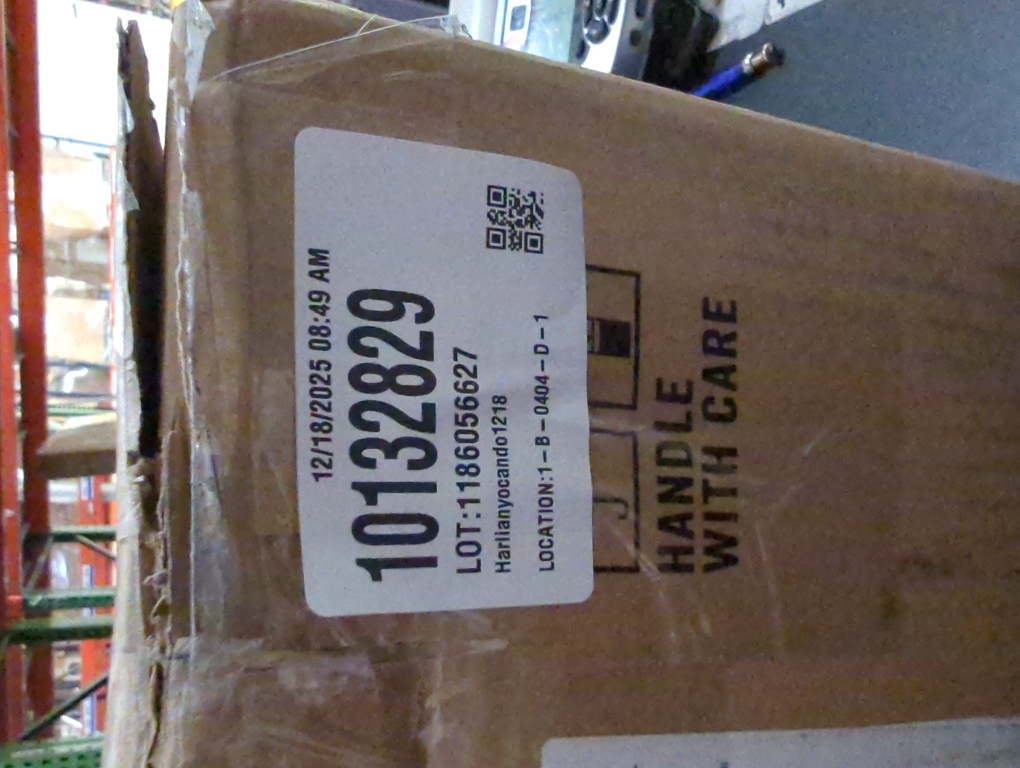 12/18/2025 08:49 AM
10132829
LOT:1186056627
Harlianyocando1218
LOCATION:1-B-0404-D-1
HANDLE
WITH CARE